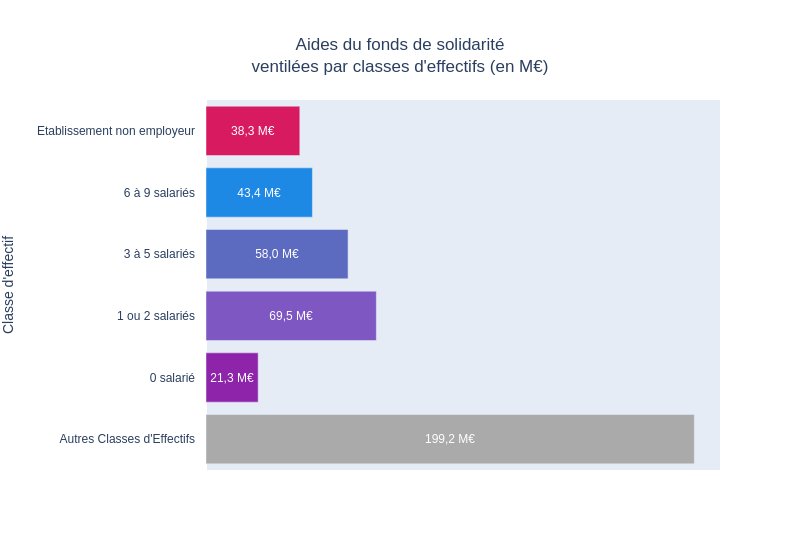 Aides du fonds de solidarité
ventilées par classes d'effectifs (en M€)
Classe d'effectif
Etablissement non employeur
38,3 M€
6 à 9 salariés
43,4 M€
3 à 5 salariés
58,0 M€
1 ou 2 salariés
69,5 M€
0 salarié
21,3 M€
Autres Classes d'Effectifs
199,2 M€